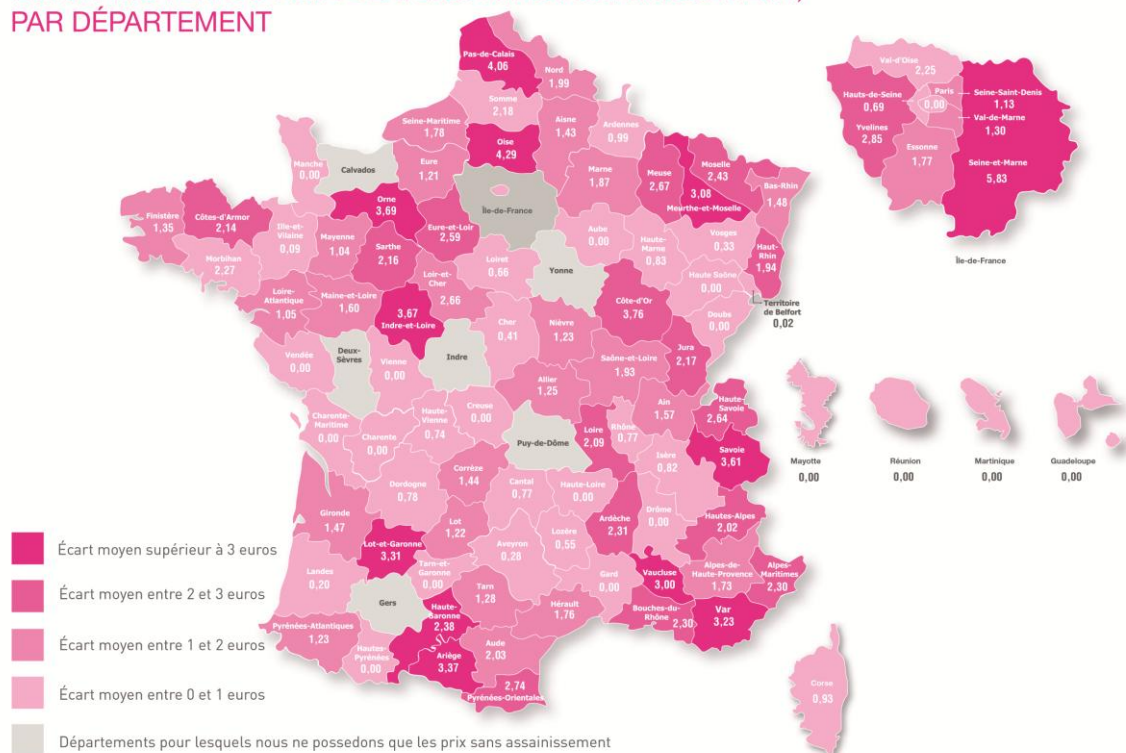 PAR DÉPARTEMENT
Pas-de-Calais
4,06
Nord
1,99
Somme
2,18
Seine-Maritime
1,78
Aisne
1,43
Ardennes
0,99
Oise
4,29
Manche
0,00
Calvados
Eure
1,21
Marne
1,87
Meuse
2,67
Moselle
2,43
3,08
Meurthe-et-Moselle
Bas-Rhin
1,48
Orne
3,69
Île-de-France
Finistère
1,35
Côtes-d'Armor
2,14
Ille-et-
Vilaine
0,09
Mayenne
1,04
Eure-et-Loir
2,59
Aube
0,00
Haute-
Marne
0,83
Vosges
0,33
Haut-
Rhin
1,94
Morbihan
2,27
Sarthe
2,16
Loiret
0,66
Yonne
Haute Saône
0,00
Loire-
Atlantique
1,05
Maine-et-Loire
1,60
Loir-et
Cher
2,66
3,67
Indre-et-Loire
Côte-d'Or
3,76
Territoire
de Belfort
0,02
Doubs
0,00
Cher
0,41
Nièvre
1,23
Vendée
0,00
Deux-
Sèvres
Vienne
0,00
Indre
Saône-et-Loire
1,93
Jura
2,17
Allier
1,25
Ain
1,57
Haute-
Savoie
2,64
Charente-
Maritime
0,00
Charente
0,00
Haute-
Vienne
0,74
Creuse
0,00
Puy-de-Dôme
Loire
2,09
Rhône
0,77
Savoie
3,61
Isère
0,82
Corrèze
1,44
Dordogne
0,78
Cantal
0,77
Haute-Loire
0,00
Ardèche
2,31
Drôme
0,00
Hautes-Alpes
2,02
Gironde
1,47
Lot
1,22
Lot-et-Garonne
3,31
Aveyron
0,28
Lozère
0,55
Landes
0,20
Tarn-et-
Garonne
0,00
Gard
0,00
Vaucluse
3,00
Alpes-de-
Haute-Provence
1,73
Alpes-
Maritimes
2,30
Gers
Tarn
1,28
Haute-
Garonne
2,38
Hérault
1,76
Bouches-du-
Rhône
2,30
Var
3,23
Pyrénées-Atlantiques
1,23
Hautes-
Pyrénées
0,00
Ariège
3,37
Aude
2,03
2,74
Pyrénées-Orientales
Corse
0,93
Val-d'Oise
2,25
Hauts-de-Seine
0,69
Paris
0,00
Seine-Saint-Denis
1,13
Val-de-Marne
1,30
Yvelines
2,85
Essonne
1,77
Seine-et-Marne
5,83
Île-de-France
Mayotte
0,00
Réunion
0,00
Martinique
0,00
Guadeloupe
0,00
Écart moyen supérieur à 3 euros
Écart moyen entre 2 et 3 euros
Écart moyen entre 1 et 2 euros
Écart moyen entre 0 et 1 euros
Départements pour lesquels nous ne possedons que les prix sans assainissement